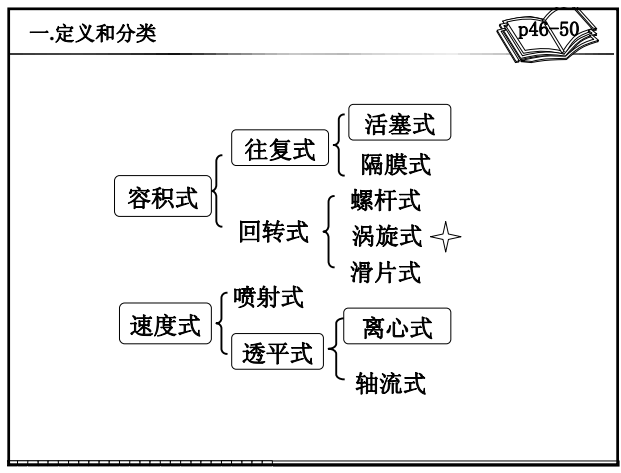 一.定义和分类
p46-50
活塞式
往复式
隔膜式
容积式
螺杆式
回转式
涡旋式
滑片式
喷射式
速度式
离心式
透平式
轴流式